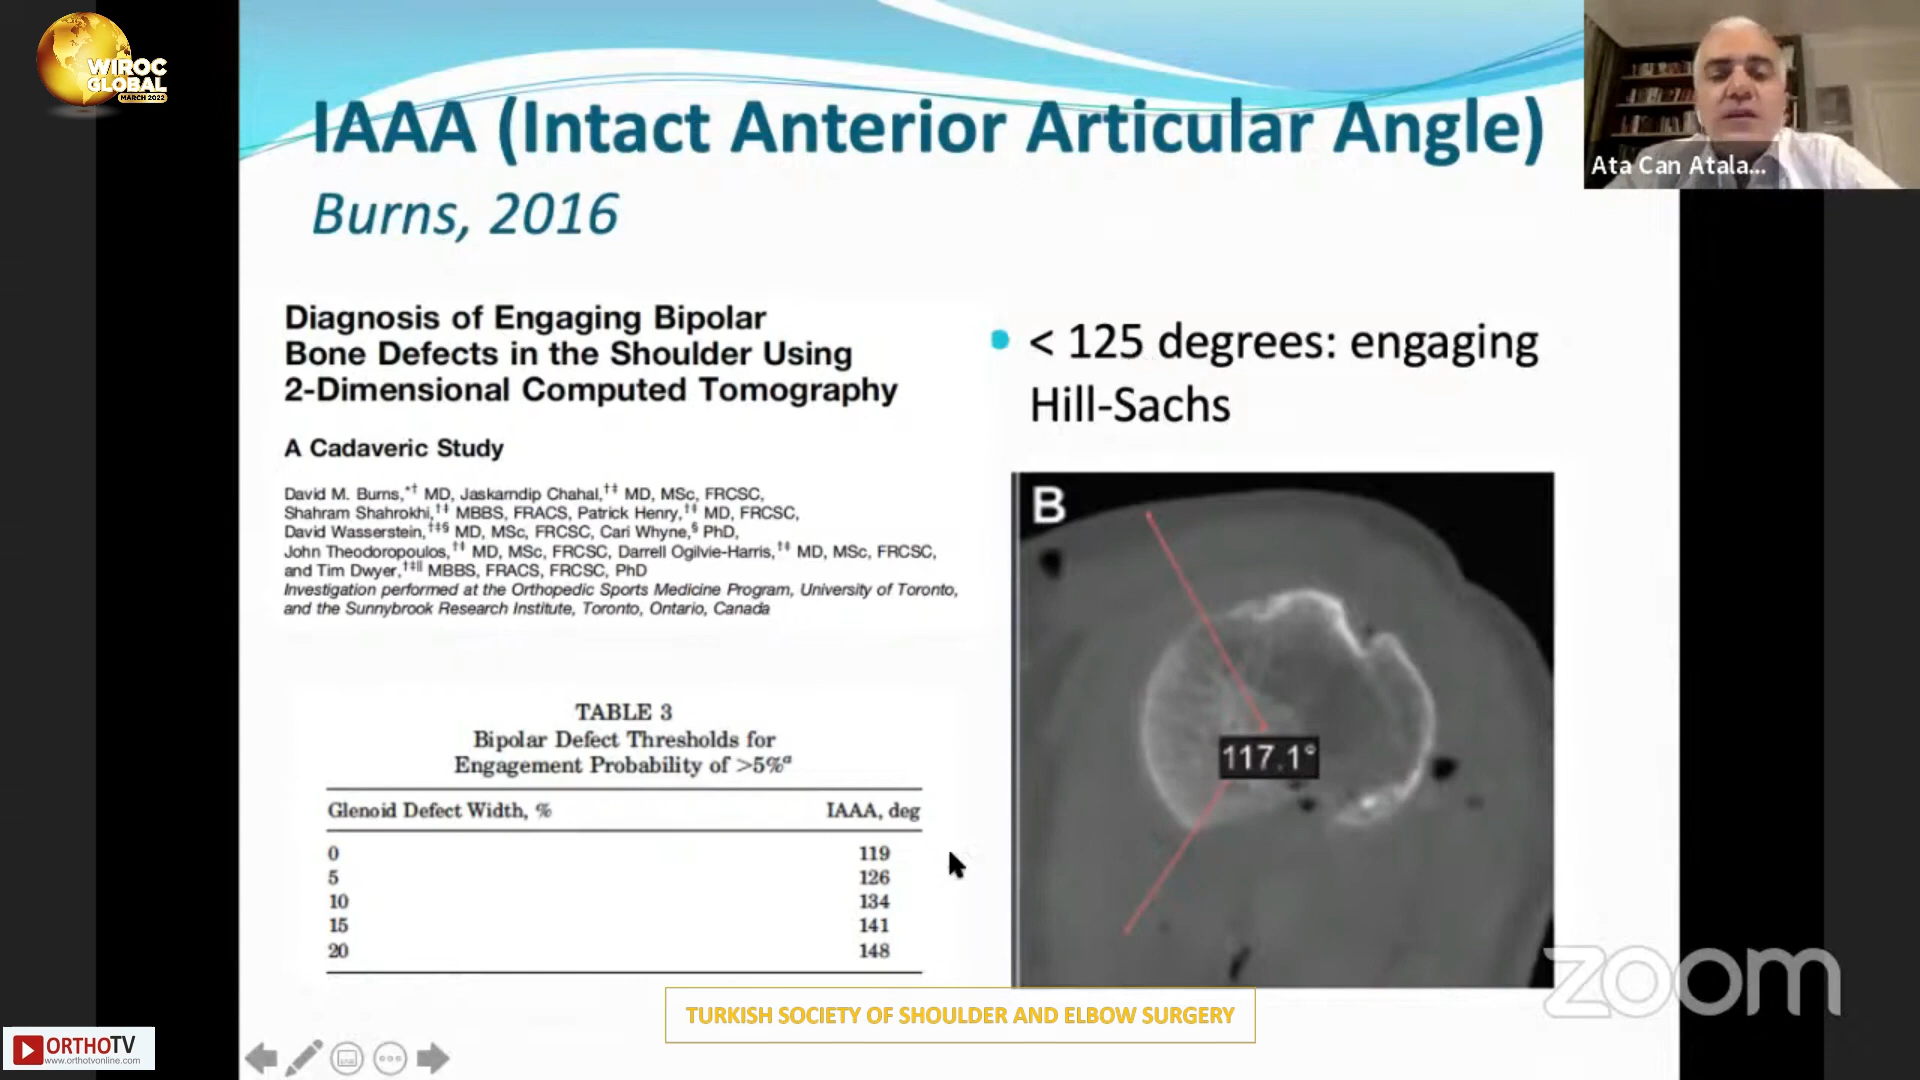 WIROC
GLOBAL
MARCH 2022
IAAA (Intact Anterior Articular Angle)
Burns, 2016
Ata Can Atala...
Diagnosis of Engaging Bipolar
Bone Defects in the Shoulder Using
2-Dimensional Computed Tomography
A Cadaveric Study
David M. Burns,*† MD, Jaskarndip Chahal,†‡ MD, MSc, FRCSC,
Shahram Shahrokhi,†‡ MBBS, FRACS, Patrick Henry,†‡ MD, FRCSC,
David Wasserstein,†‡§ MD, MSc, FRCSC, Cari Whyne,§ PhD,
John Theodoropoulos,†‡ MD, MSc, FRCSC, Darrell Ogilvie-Harris,†‡ MD, MSc, FRCSC,
and Tim Dwyer,†‡|| MBBS, FRACS, FRCSC, PhD
Investigation performed at the Orthopedic Sports Medicine Program, University of Toronto,
and the Sunnybrook Research Institute, Toronto, Ontario, Canada
• < 125 degrees: engaging
Hill-Sachs
B
117.1°
TABLE 3
Bipolar Defect Thresholds for
Engagement Probability of >5%a
Glenoid Defect Width, % IAAA, deg
0 119
5 126
10 134
15 141
20 148
zoom
TURKISH SOCIETY OF SHOULDER AND ELBOW SURGERY
ORTHOTV
www.orthotvonline.com